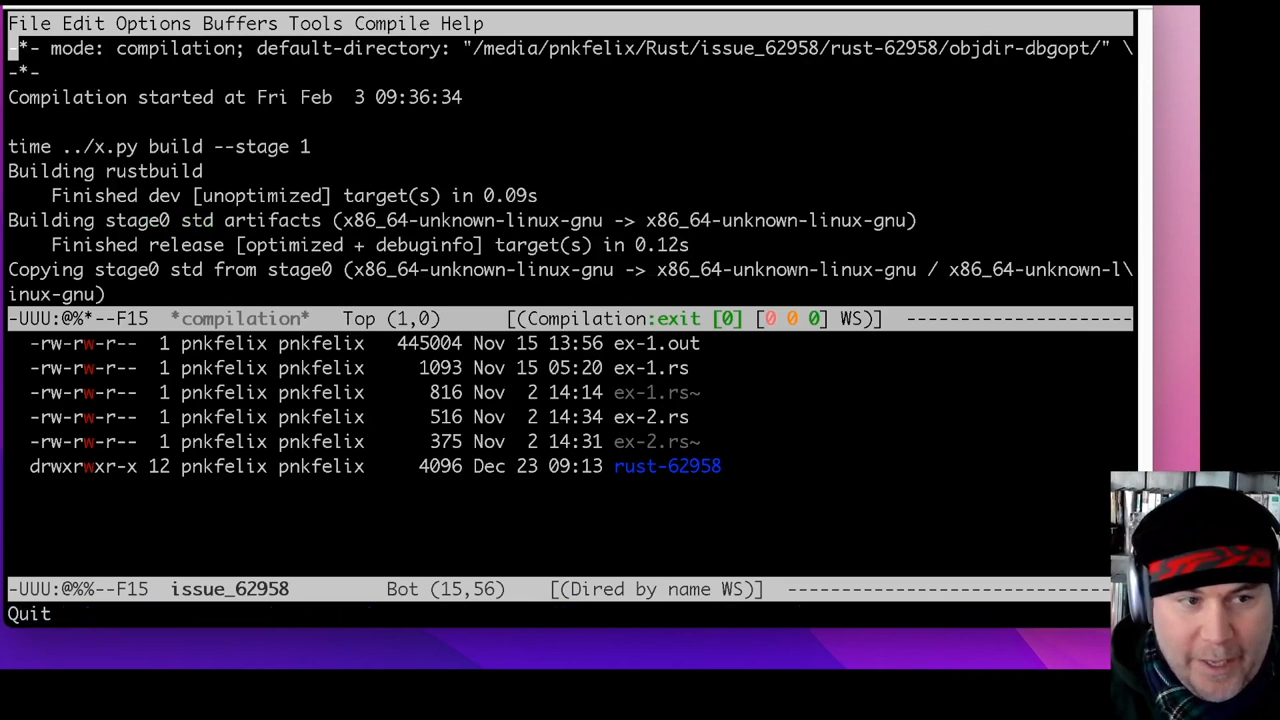 File Edit Options Buffers Tools Compile Help
-*- mode: compilation; default-directory: "/media/pnkfelix/Rust/issue_62958/rust-62958/objdir-dbgopt/" \
-*-
Compilation started at Fri Feb  3 09:36:34
time ../x.py build --stage 1
Building rustbuild
    Finished dev [unoptimized] target(s) in 0.09s
Building stage0 std artifacts (x86_64-unknown-linux-gnu -> x86_64-unknown-linux-gnu)
    Finished release [optimized + debuginfo] target(s) in 0.12s
Copying stage0 std from stage0 (x86_64-unknown-linux-gnu -> x86_64-unknown-linux-gnu / x86_64-unknown-l\
inux-gnu)
-UUU:@%*--F15  *compilation*   Top (1,0)      [(Compilation:exit [0] [0 0 0] WS)]  ---------------------
  -rw-rw-r--  1 pnkfelix pnkfelix   445004 Nov 15 13:56 ex-1.out
  -rw-rw-r--  1 pnkfelix pnkfelix     1093 Nov 15 05:20 ex-1.rs
  -rw-rw-r--  1 pnkfelix pnkfelix      816 Nov  2 14:14 ex-1.rs~
  -rw-rw-r--  1 pnkfelix pnkfelix      516 Nov  2 14:34 ex-2.rs
  -rw-rw-r--  1 pnkfelix pnkfelix      375 Nov  2 14:31 ex-2.rs~
  drwxrwxr-x 12 pnkfelix pnkfelix     4096 Dec 23 09:13 rust-62958
-UUU:@%%--F15  issue_62958         Bot (15,56)    [(Dired by name WS)]  ------------------------------
Quit